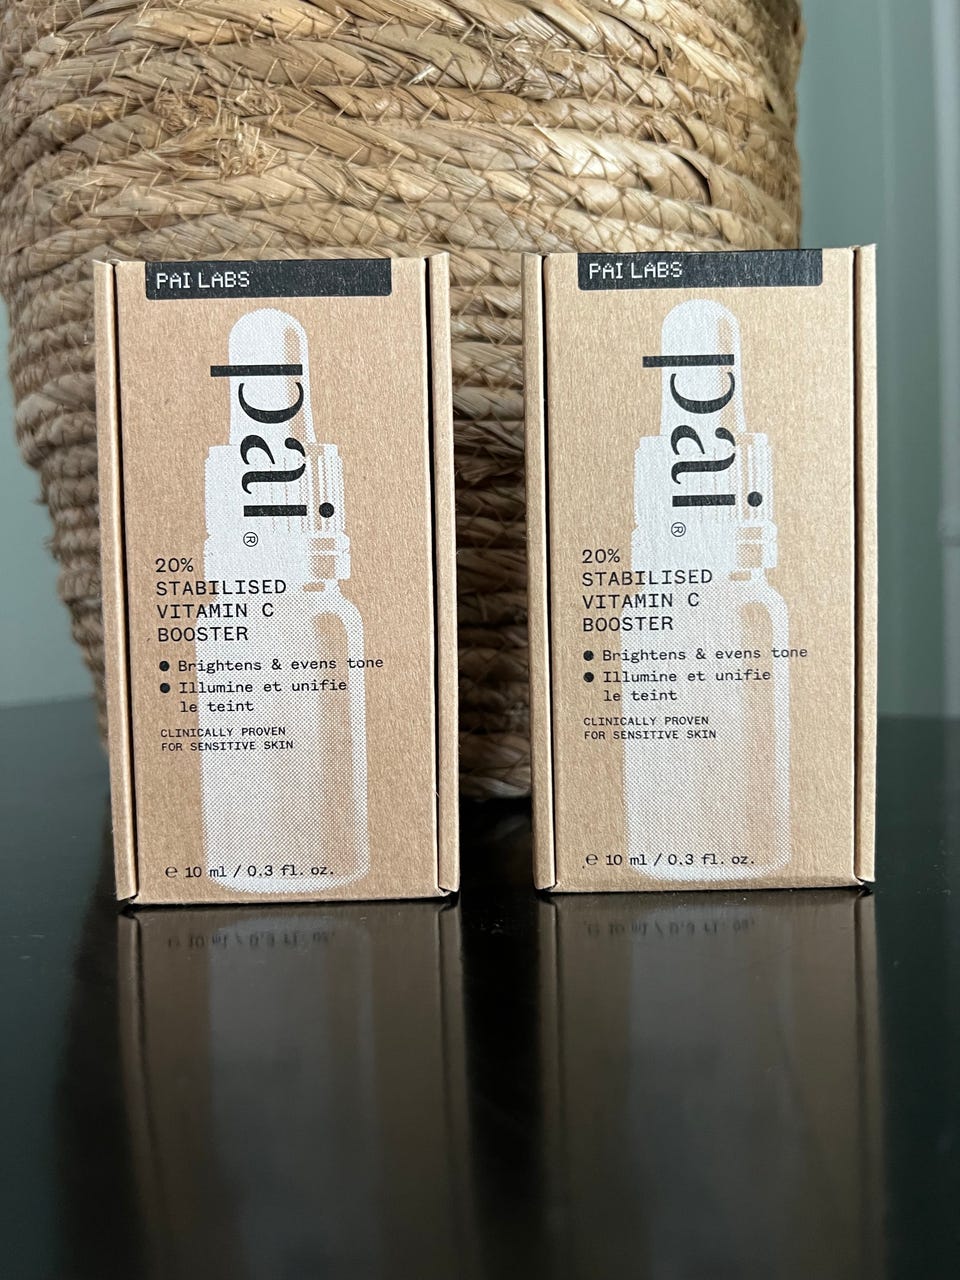 PAI LABS
pai®
20%
STABILISED
VITAMIN C
BOOSTER
● Brightens & evens tone
● Illumine et unifie
le teint
CLINICALLY PROVEN
FOR SENSITIVE SKIN
℮ 10 ml / 0.3 fl. oz.
PAI LABS
pai®
20%
STABILISED
VITAMIN C
BOOSTER
● Brightens & evens tone
● Illumine et unifie
le teint
CLINICALLY PROVEN
FOR SENSITIVE SKIN
℮ 10 ml / 0.3 fl. oz.